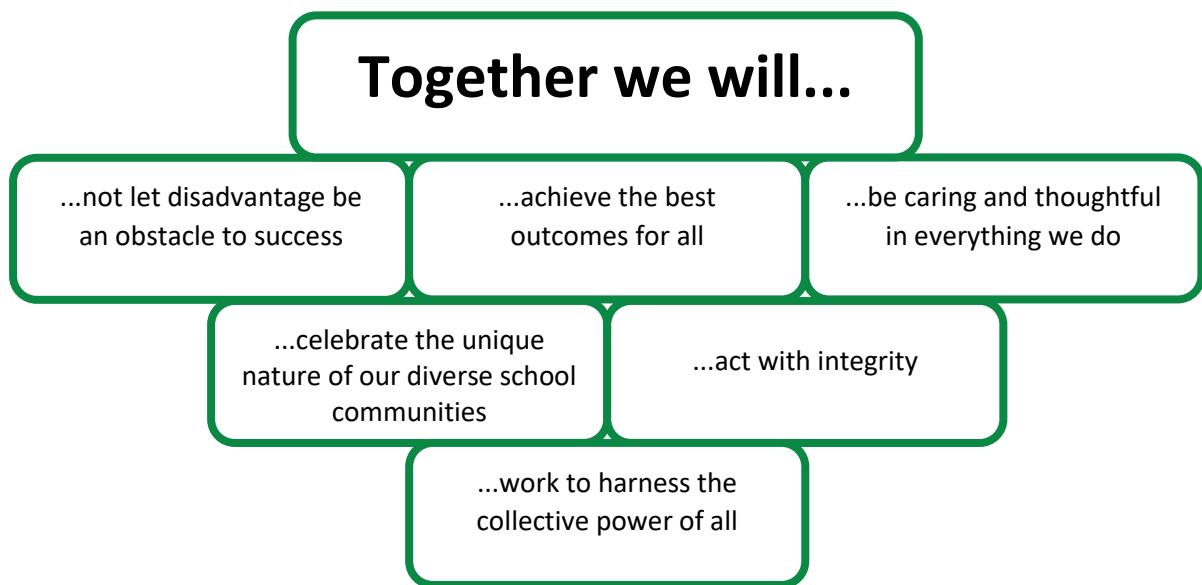 Together we will...
...not let disadvantage be
an obstacle to success
...achieve the best
outcomes for all
...be caring and thoughtful
in everything we do
...celebrate the unique
nature of our diverse school
communities
...act with integrity
...work to harness the
collective power of all